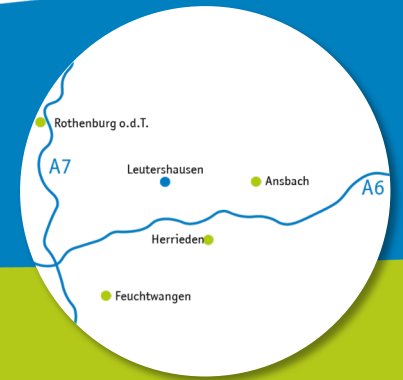 Rothenburg o.d.T.
A7
Leutershausen
Ansbach
A6
Herrieden
Feuchtwangen